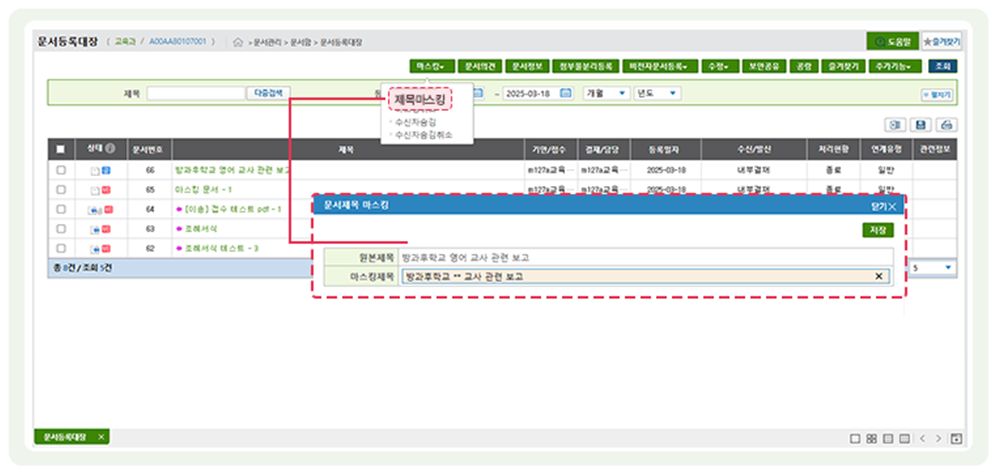 문서등록대장 ( 교육과 / A00AA80107001 ) > 문서관리 > 문서함 > 문서등록대장 도움말 ★즐겨찾기
마스킹 문서의견 문서정보 첨부물분리등록 비전자문서등록 수정 보안공유 공람 즐겨찾기 추가기능 조회
제목 다중검색 ~ 2025-03-18 개월 년도 펼치기
제목마스킹
수신자숨김
수신자숨김취소
상태 문서번호 제목 기안/접수 결재/담당 등록일자 수신/발신 처리현황 연계유형 관련정보
66 방과후학교 영어 교사 관련 보고 m127a교육… m127a교육… 2025-03-18 내부결재 종료 일반
65 마스킹 문서 - 1 m127a교육… m127a교육… 2025-03-18 내부결재 종료 일반
64 [이송] 접수 테스트 pdf - 1
63 조례서식
62 조례서식 테스트 - 3
총 8건 / 조회 5건 5
문서제목 마스킹 닫기 X
저장
원본제목 방과후학교 영어 교사 관련 보고
마스킹제목 방과후학교 ** 교사 관련 보고 X
문서등록대장 X